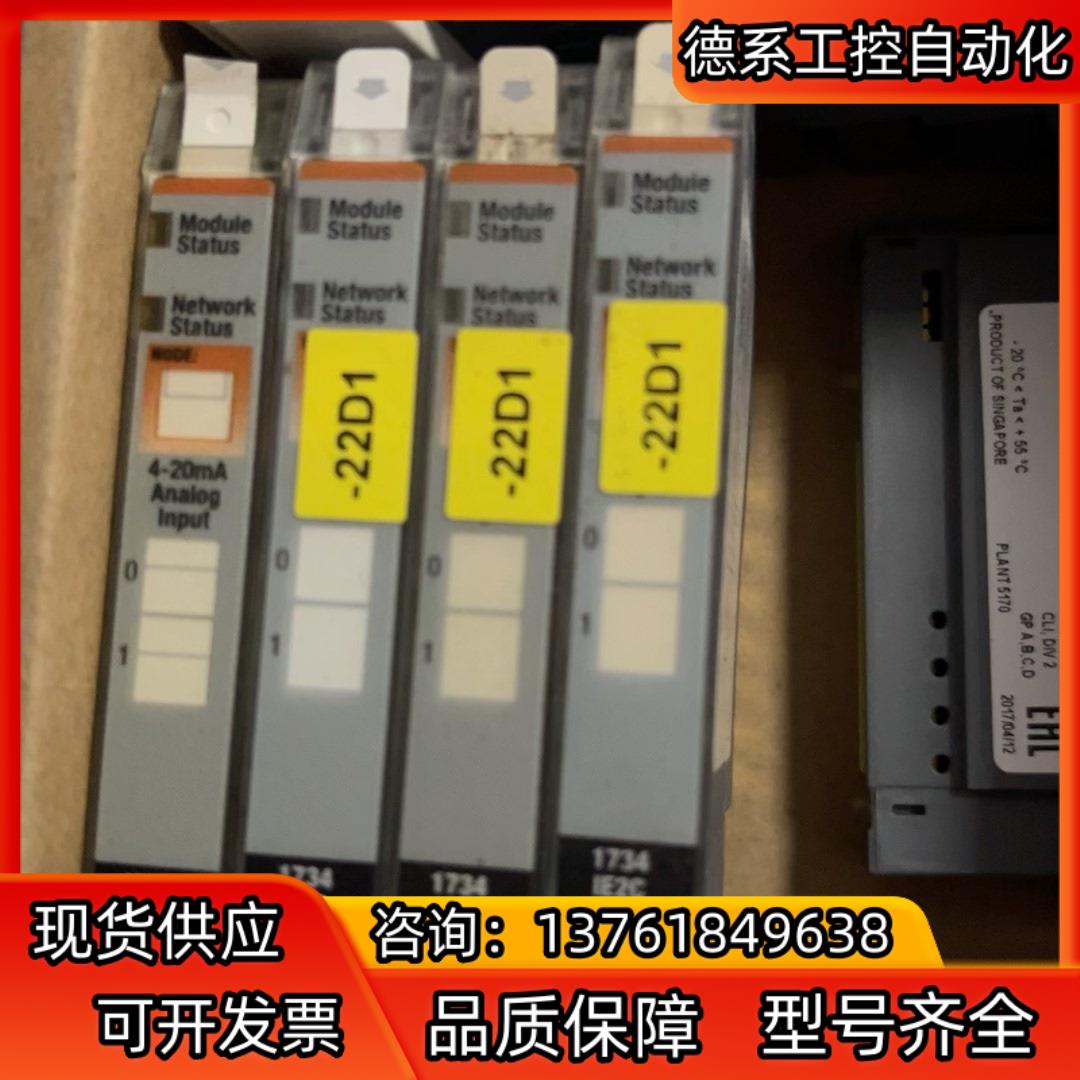 德系工控自动化
Module
Status
Network
Status
NODE:
4-20mA
Analog
Input
0
1
Module
Status
Network
Status
-22D1
0
1
1734
Module
Status
Network
Status
-22D1
0
1
1734
Module
Status
Network
Status
-22D1
0
1
1734
IE2C
- 20 °C < Ta < + 55 °C
PRODUCT OF SINGAPORE
PLANT 5170
CL I, DIV 2
GP A,B,C,D
2017/04/12
EAC
现货供应
咨询：13761849638
可开发票
品质保障
型号齐全